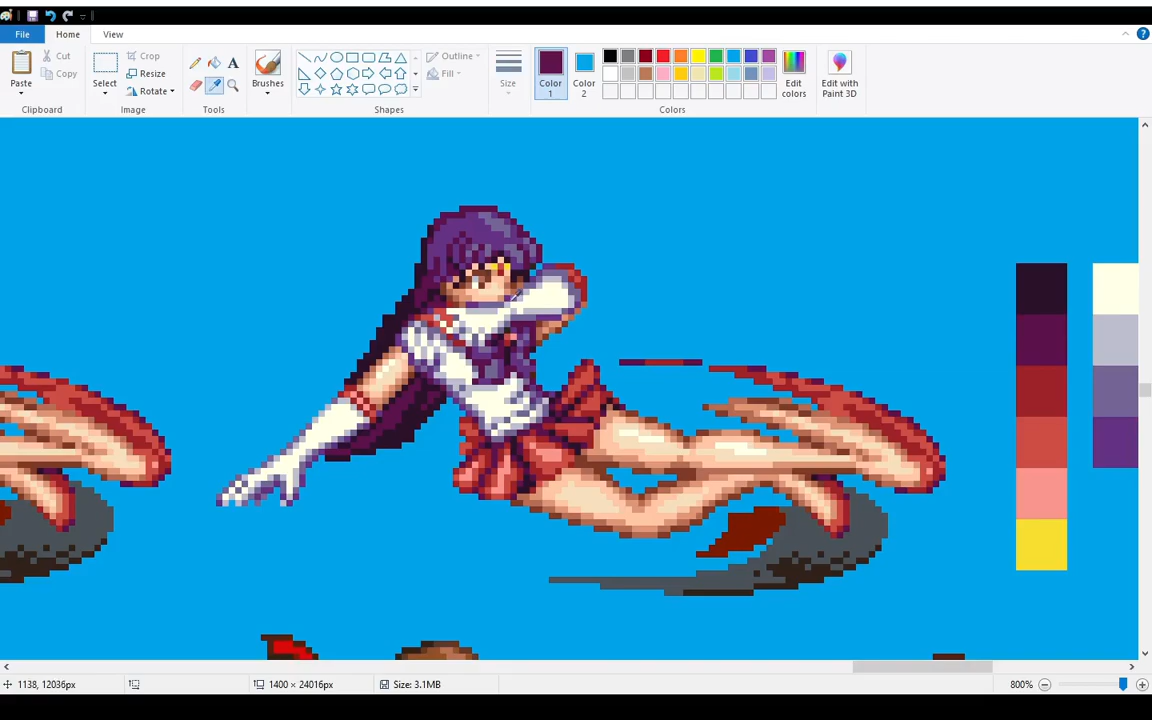 File
Home
View
Paste
Cut
Copy
Clipboard
Select
Crop
Resize
Rotate
Image
A
Tools
Brushes
Outline
Fill
Shapes
Size
Color
1
Color
2
Edit
colors
Colors
Edit with
Paint 3D
?
1138, 12036px
1400 × 24016px
Size: 3.1MB
800%